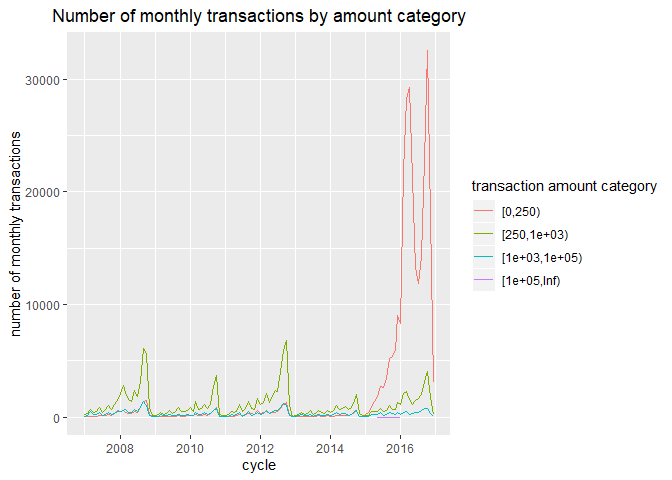 Number of monthly transactions by amount category
number of monthly transactions
30000
20000
10000
0
2008
2010
2012
2014
2016
cycle
transaction amount category
[0,250)
[250,1e+03)
[1e+03,1e+05)
[1e+05,Inf)